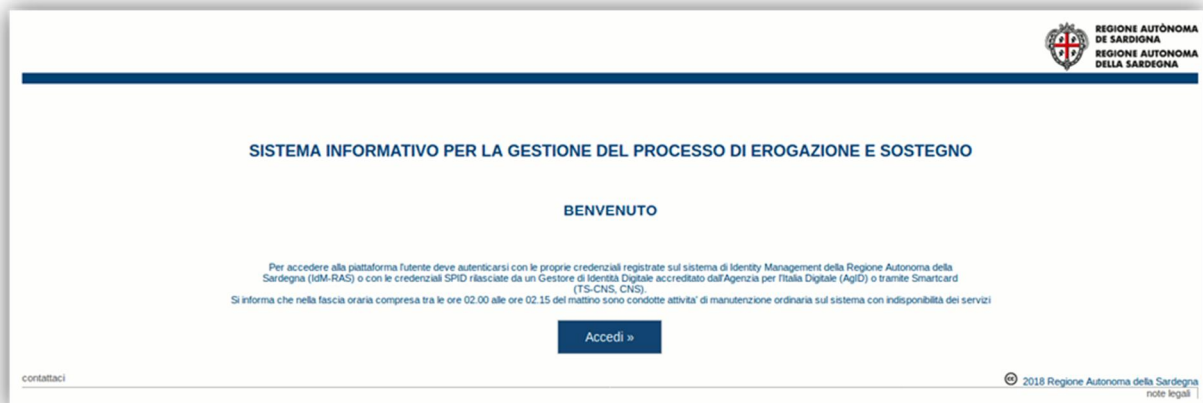 REGIONE AUTÒNOMA
DE SARDIGNA
REGIONE AUTONOMA
DELLA SARDEGNA
SISTEMA INFORMATIVO PER LA GESTIONE DEL PROCESSO DI EROGAZIONE E SOSTEGNO
BENVENUTO
Per accedere alla piattaforma l'utente deve autenticarsi con le proprie credenziali registrate sul sistema di Identity Management della Regione Autonoma della
Sardegna (IdM-RAS) o con le credenziali SPID rilasciate da un Gestore di Identità Digitale accreditato dall'Agenzia per l'Italia Digitale (AgID) o tramite Smartcard
(TS-CNS, CNS).
Si informa che nella fascia oraria compresa tra le ore 02.00 alle ore 02.15 del mattino sono condotte attivita' di manutenzione ordinaria sul sistema con indisponibilità dei servizi
Accedi »
contattaci
cc 2018 Regione Autonoma della Sardegna
note legali